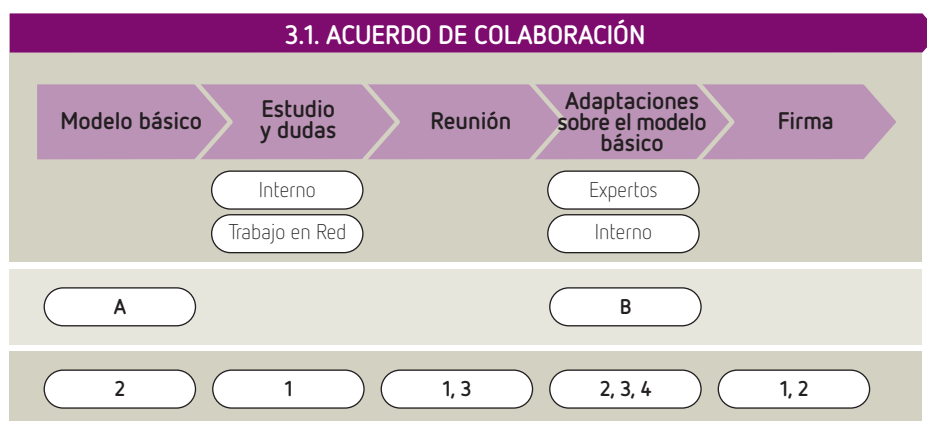 3.1. ACUERDO DE COLABORACIÓN
Modelo básico
Estudio
y dudas
Reunión
Adaptaciones
sobre el modelo
básico
Firma
Interno
Expertos
Trabajo en Red
Interno
A
B
2
1
1, 3
2, 3, 4
1, 2